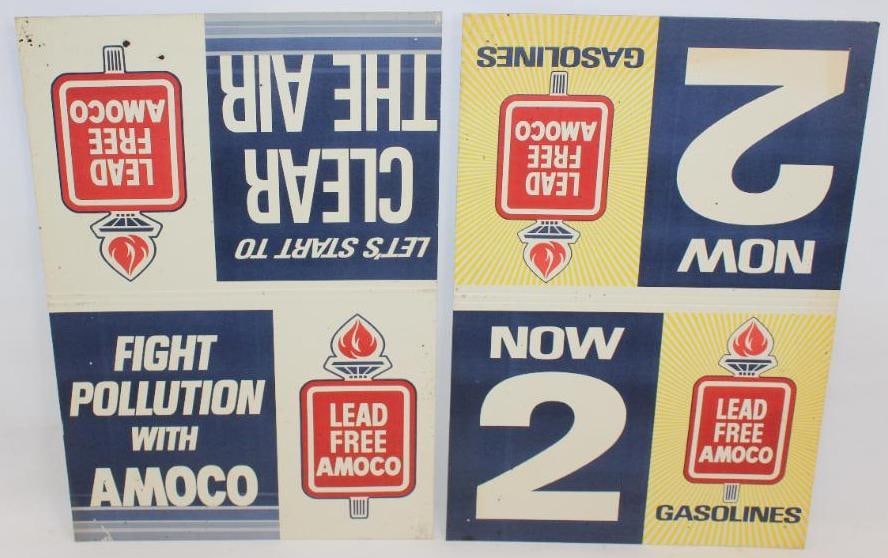 LET'S START TO
CLEAR
THE AIR
LEAD
FREE
AMOCO
FIGHT
POLLUTION
WITH
AMOCO
LEAD
FREE
AMOCO
NOW
2
LEAD
FREE
AMOCO
GASOLINES
NOW
2
LEAD
FREE
AMOCO
GASOLINES